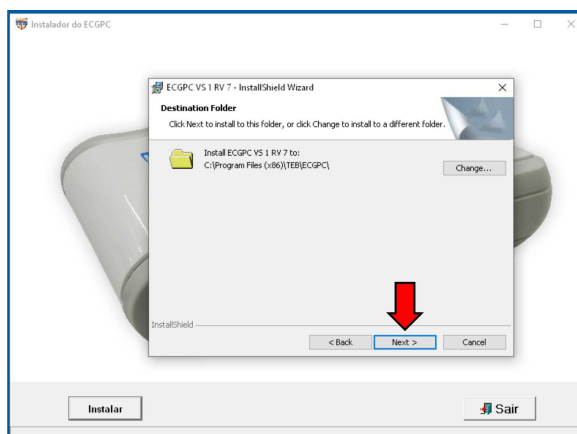 Instalador do ECGPC
ECGPC VS 1 RV 7 - InstallShield Wizard
Destination Folder
Click Next to install to this folder, or click Change to install to a different folder.
Install ECGPC VS 1 RV 7 to:
C:\Program Files (x86)\TEB\ECGPC\
Change...
InstallShield
< Back
Next >
Cancel
Instalar
Sair